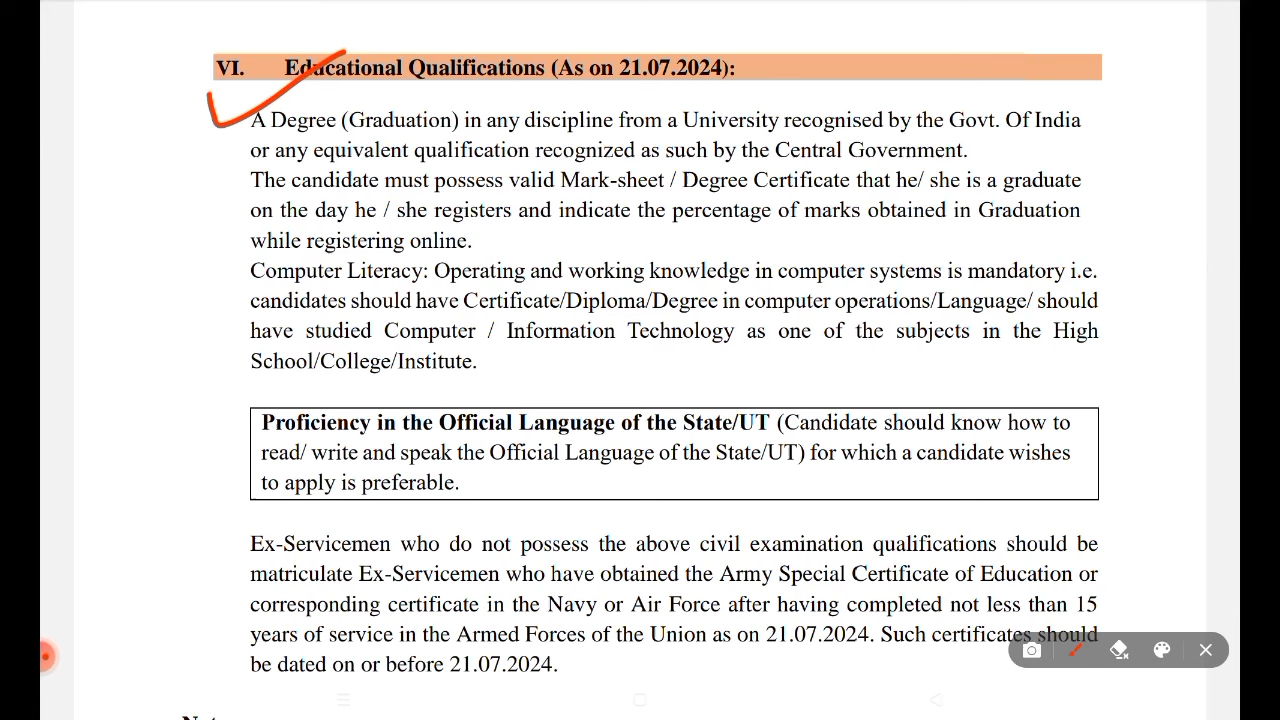 VI. Educational Qualifications (As on 21.07.2024):
A Degree (Graduation) in any discipline from a University recognised by the Govt. Of India
or any equivalent qualification recognized as such by the Central Government.
The candidate must possess valid Mark-sheet / Degree Certificate that he/ she is a graduate
on the day he / she registers and indicate the percentage of marks obtained in Graduation
while registering online.
Computer Literacy: Operating and working knowledge in computer systems is mandatory i.e.
candidates should have Certificate/Diploma/Degree in computer operations/Language/ should
have studied Computer / Information Technology as one of the subjects in the High
School/College/Institute.
Proficiency in the Official Language of the State/UT (Candidate should know how to
read/ write and speak the Official Language of the State/UT) for which a candidate wishes
to apply is preferable.
Ex-Servicemen who do not possess the above civil examination qualifications should be
matriculate Ex-Servicemen who have obtained the Army Special Certificate of Education or
corresponding certificate in the Navy or Air Force after having completed not less than 15
years of service in the Armed Forces of the Union as on 21.07.2024. Such certificates should
be dated on or before 21.07.2024.